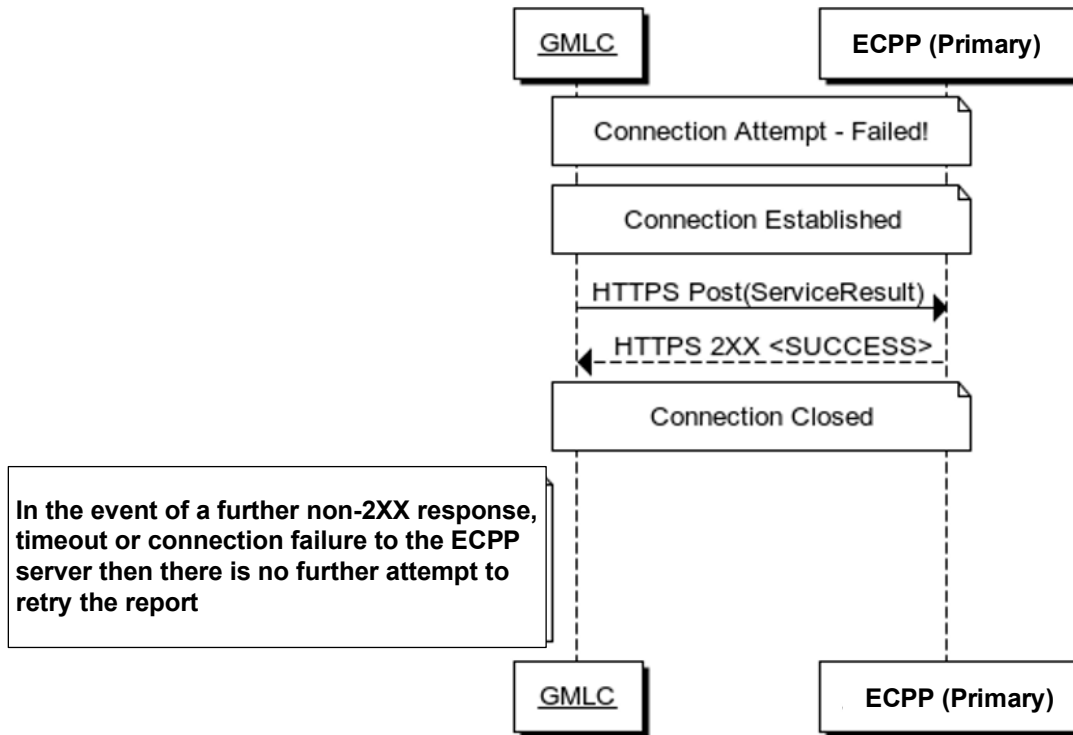 GMLC
ECPP (Primary)
Connection Attempt - Failed!
Connection Established
HTTPS Post(ServiceResult)
HTTPS 2XX <SUCCESS>
Connection Closed
In the event of a further non-2XX response,
timeout or connection failure to the ECPP
server then there is no further attempt to
retry the report
GMLC
ECPP (Primary)